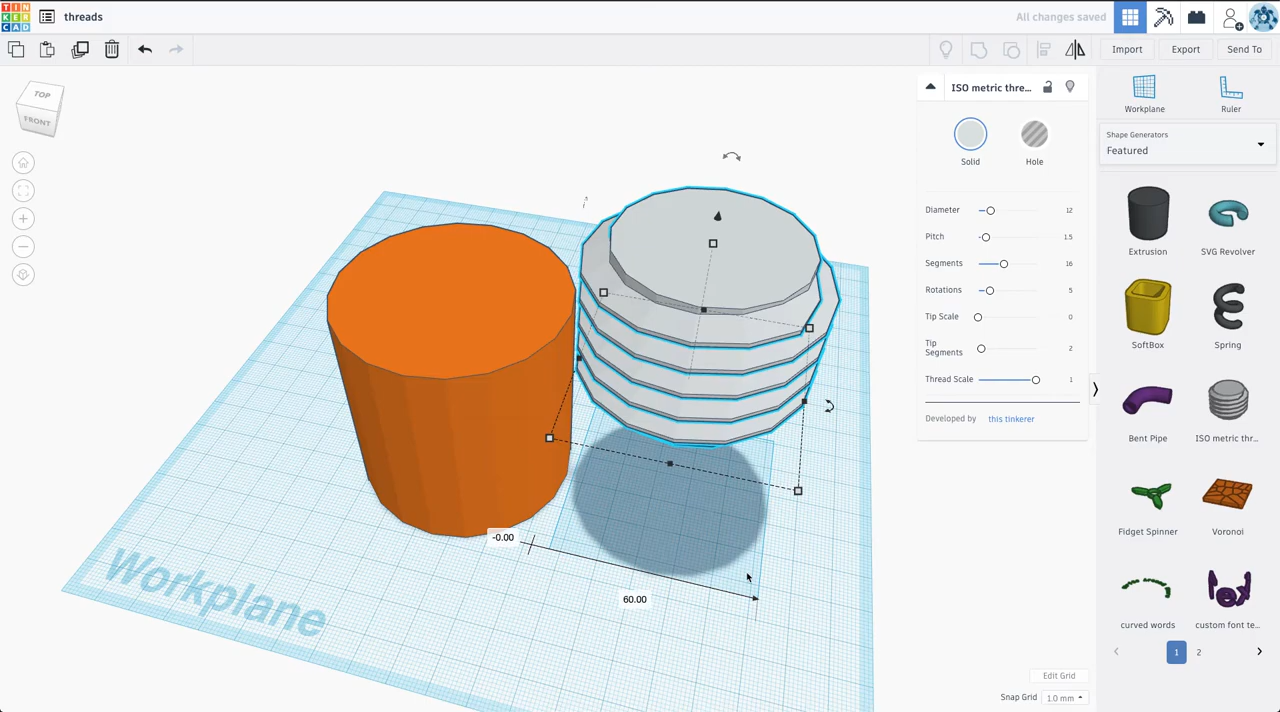 TIN
KER
CAD
threads
All changes saved
Import
Export
Send To
TOP
FRONT
ISO metric thre...
Solid
Hole
Diameter
12
Pitch
1.5
Segments
16
Rotations
5
Tip Scale
0
Tip
Segments
2
Thread Scale
1
Developed by
this tinkerer
Workplane
Ruler
Shape Generators
Featured
Extrusion
SVG Revolver
SoftBox
Spring
Bent Pipe
ISO metric thr...
Fidget Spinner
Voronoi
curved words
custom font te...
1
2
-0.00
60.00
Workplane
Edit Grid
Snap Grid
1.0 mm